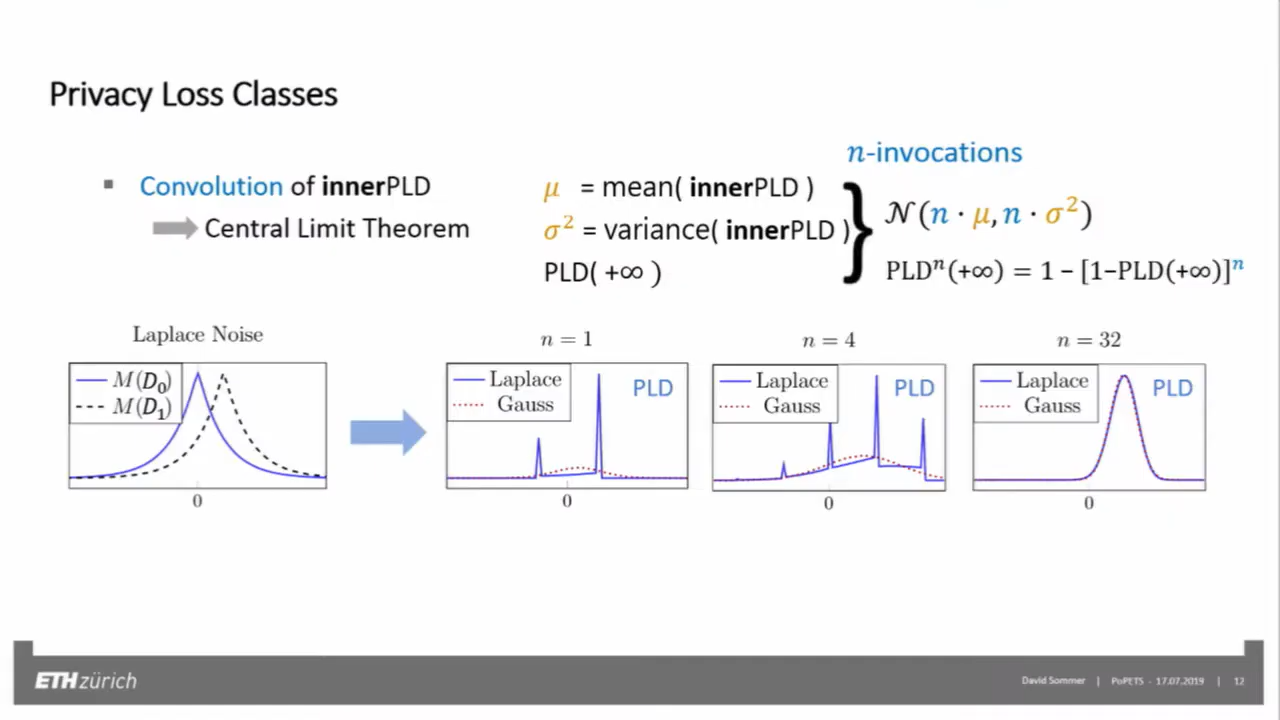 Privacy Loss Classes
Convolution of innerPLD
Central Limit Theorem
μ = mean( innerPLD )
σ² = variance( innerPLD )
PLD( +∞ )
n-invocations
𝒩(n · μ, n · σ²)
PLDⁿ(+∞) = 1 − [1−PLD(+∞)]ⁿ
Laplace Noise
M(D₀)
M(D₁)
0
n = 1
Laplace
Gauss
PLD
0
n = 4
Laplace
Gauss
PLD
0
n = 32
Laplace
Gauss
PLD
0
ETH zürich
David Sommer | PoPETS - 17.07.2019 | 12